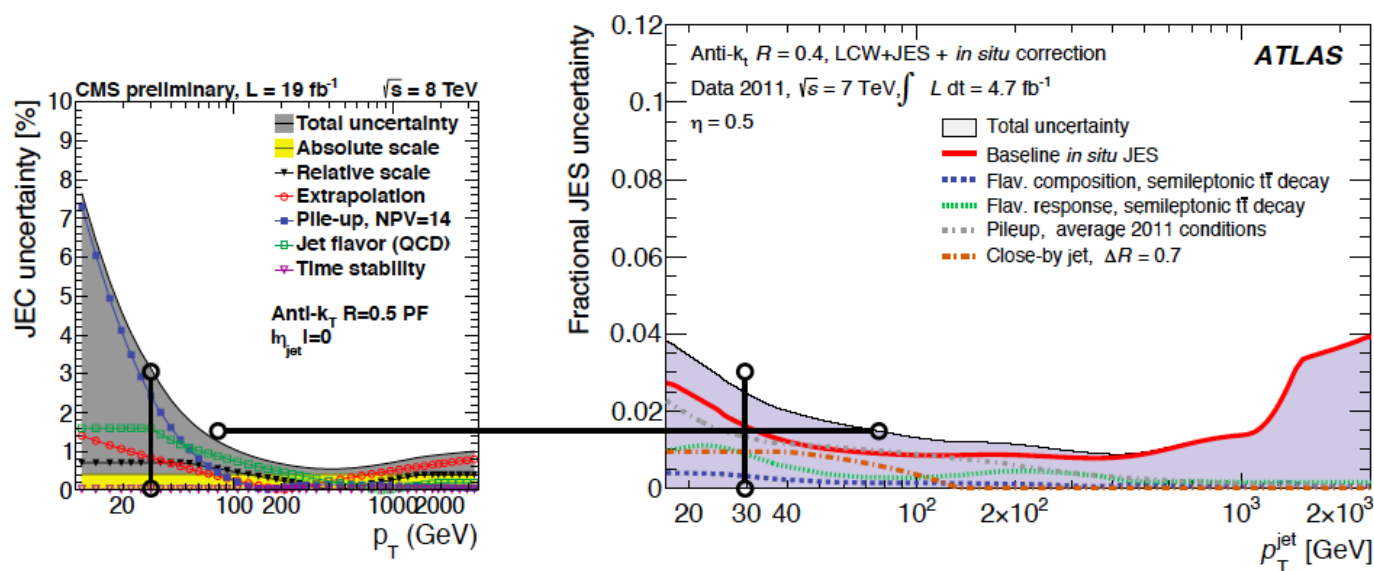 CMS preliminary, L = 19 fb⁻¹ √s = 8 TeV
JEC uncertainty [%]
10
9
8
7
6
5
4
3
2
1
0
Total uncertainty
Absolute scale
Relative scale
Extrapolation
Pile-up, NPV=14
Jet flavor (QCD)
Time stability
Anti-k_T R=0.5 PF
|η_jet|=0
20 100 200 1000 2000
p_T (GeV)
Fractional JES uncertainty
0.12
0.1
0.08
0.06
0.04
0.02
0
Anti-k_t R = 0.4, LCW+JES + in situ correction ATLAS
Data 2011, √s = 7 TeV, ∫ L dt = 4.7 fb⁻¹
η = 0.5
Total uncertainty
Baseline in situ JES
Flav. composition, semileptonic tt̄ decay
Flav. response, semileptonic tt̄ decay
Pileup, average 2011 conditions
Close-by jet, ΔR = 0.7
20 30 40 10² 2×10² 10³ 2×10³
p_T^jet [GeV]